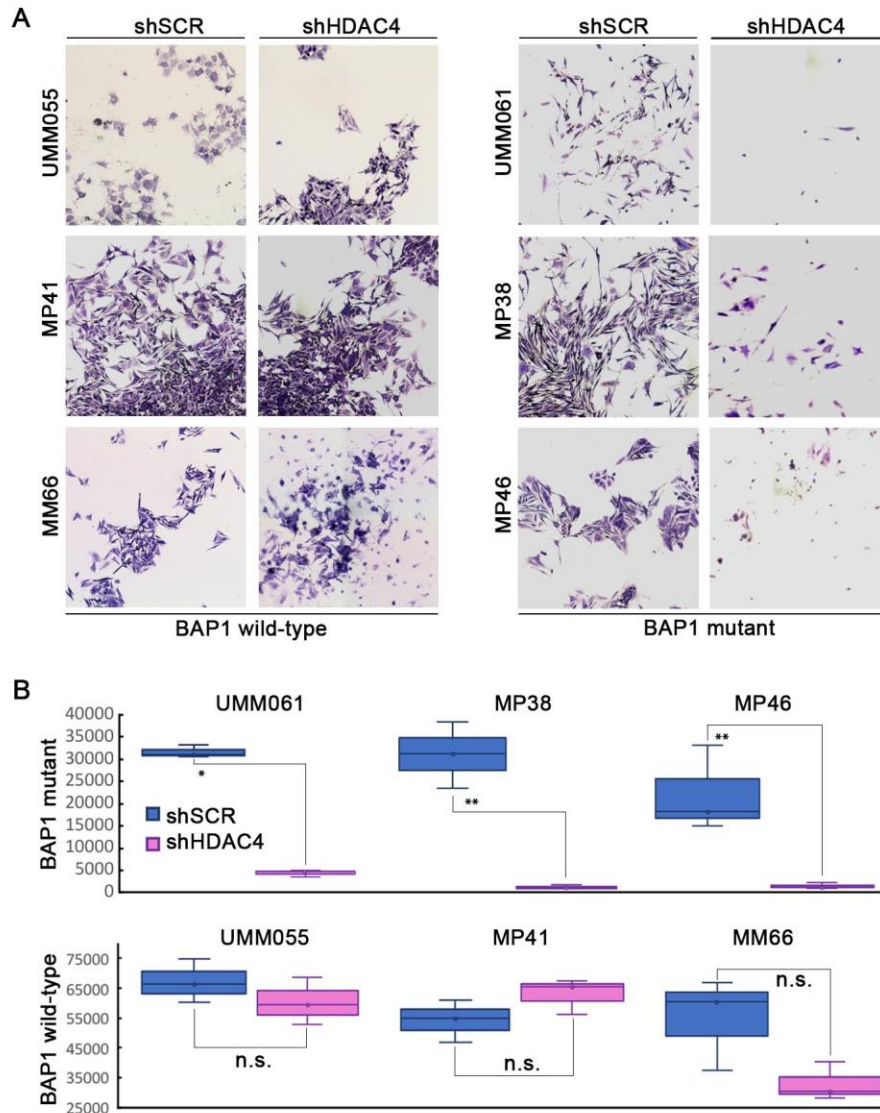 A
shSCR shHDAC4 shSCR shHDAC4
UMM055 UMM061
MP41 MP38
MM66 MP46
BAP1 wild-type BAP1 mutant
B
UMM061 MP38 MP46
BAP1 mutant
40000
35000
30000
25000
20000
15000
10000
5000
0
* ** **
shSCR
shHDAC4
UMM055 MP41 MM66
BAP1 wild-type
75000
65000
55000
45000
35000
25000
n.s. n.s. n.s.